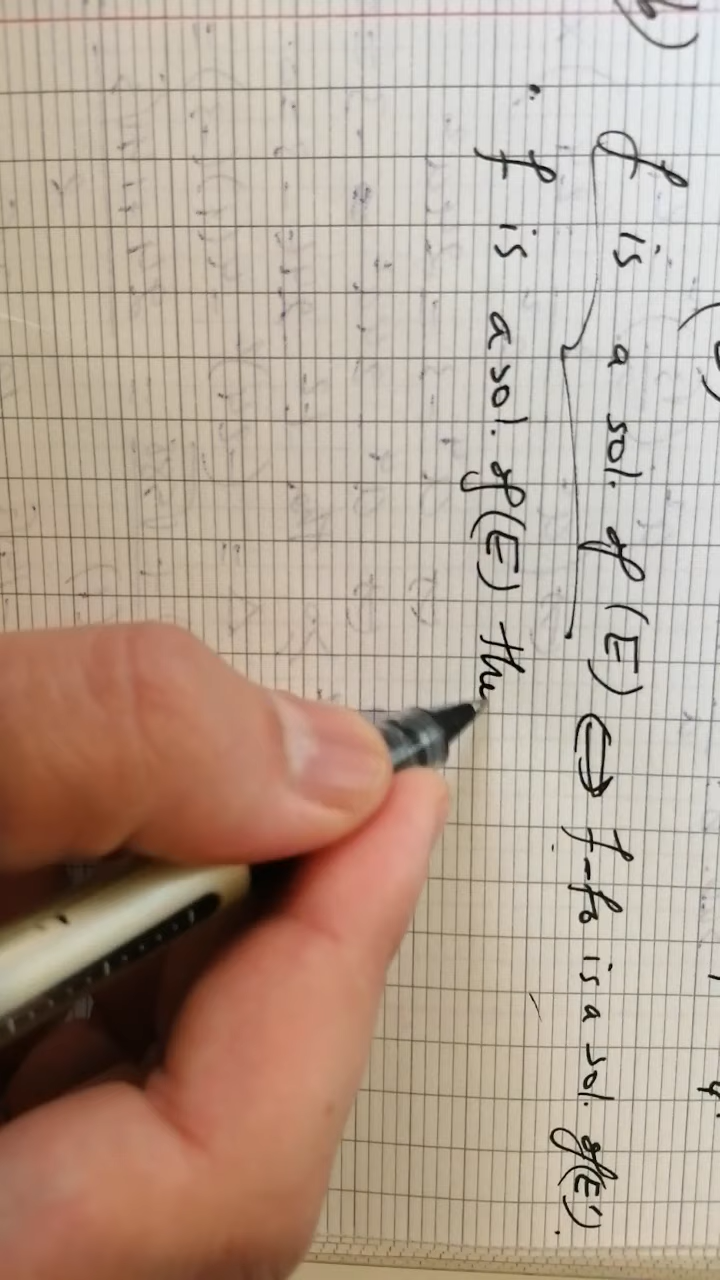 b)
f is a sol. of (E) ⇔ f-f₀ is a sol. of (E').
f is a sol. of (E) the